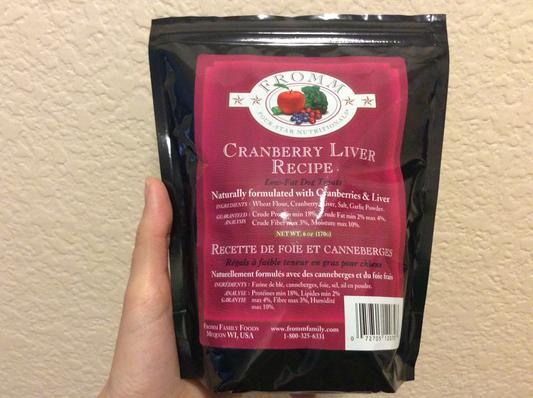 FROMM
FOUR-STAR NUTRITIONALS
CRANBERRY LIVER
RECIPE
Low-Fat Dog Treats
Naturally formulated with Cranberries & Liver
INGREDIENTS: Wheat Flour, Cranberry, Liver, Salt, Garlic Powder.
GUARANTEED ANALYSIS: Crude Protein min 18%, Crude Fat min 2% max 4%,
Crude Fiber max 3%, Moisture max 10%.
NET WT. 6 oz (170g)
RECETTE DE FOIE ET CANNEBERGES
Régals à faible teneur en gras pour chiens
Naturellement formulés avec des canneberges et du foie frais
INGRÉDIENTS: Farine de blé, canneberges, foie, sel, ail en poudre.
ANALYSE GARANTIE: Protéines min 18%, Lipides min 2%
max 4%, Fibre max 3%, Humidité
max 10%.
FROMM FAMILY FOODS www.frommfamily.com
MEQUON WI, USA 1-800-325-6331
0 72705